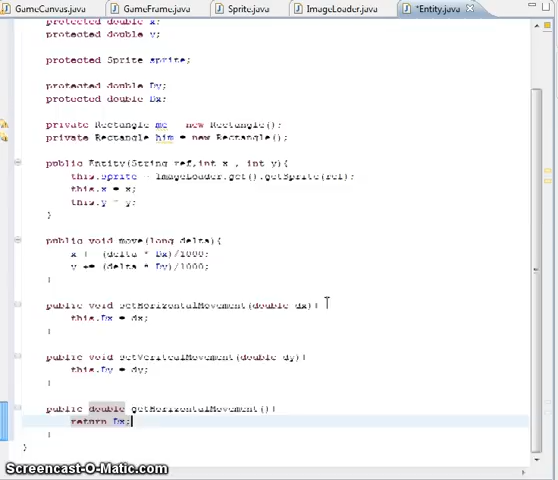 GameCanvas.java GameFrame.java Sprite.java ImageLoader.java *Entity.java
protected double x;
protected double y;
protected Sprite sprite;
protected double Dy;
protected double Dx;
private Rectangle me = new Rectangle();
private Rectangle him = new Rectangle();
public Entity(String ref,int x , int y){
this.sprite = ImageLoader.get().getSprite(ref);
this.x = x;
this.y = y;
}
public void move(long delta){
x += (delta * Dx)/1000;
y += (delta * Dy)/1000;
}
public void setHorizontalMovement(double dx){
this.Dx = dx;
}
public void setVeritcalMovement(double dy){
this.Dy = dy;
}
public double getHorizontalMovement(){
return Dx;
}
}
Screencast-O-Matic.com